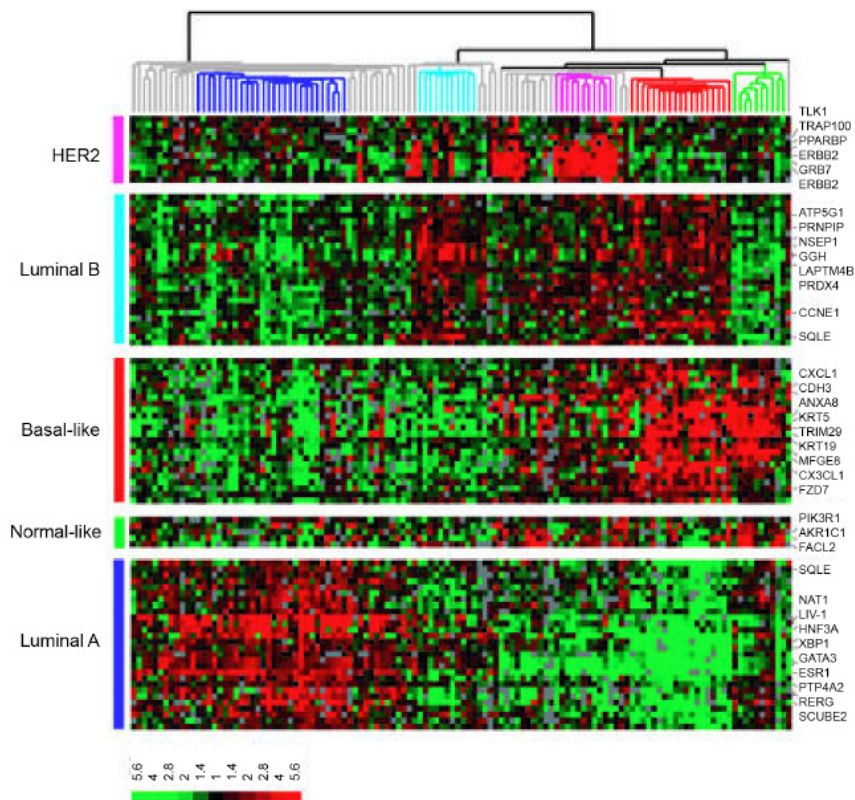 TLK1
TRAP100
PPARBP
ERBB2
GRB7
ERBB2
HER2
ATP5G1
PRNPIP
NSEP1
GGH
LAPTM4B
PRDX4
CCNE1
SQLE
Luminal B
CXCL1
CDH3
ANXA8
KRT5
TRIM29
KRT19
MFGE8
CX3CL1
FZD7
Basal-like
PIK3R1
AKR1C1
FACL2
Normal-like
SQLE
NAT1
LIV-1
HNF3A
XBP1
GATA3
ESR1
PTP4A2
RERG
SCUBE2
Luminal A
5.6
4
2.8
2
1.4
1
1.4
2
2.8
4
5.6